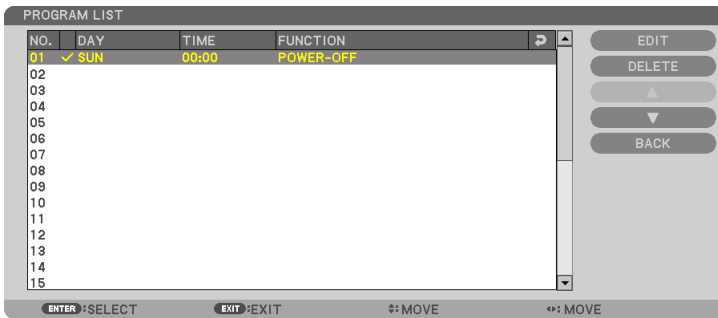 PROGRAM LIST
NO. DAY TIME FUNCTION
01 ✓ SUN 00:00 POWER-OFF
02
03
04
05
06
07
08
09
10
11
12
13
14
15
EDIT
DELETE
▲
▼
BACK
ENTER:SELECT EXIT:EXIT :MOVE :MOVE